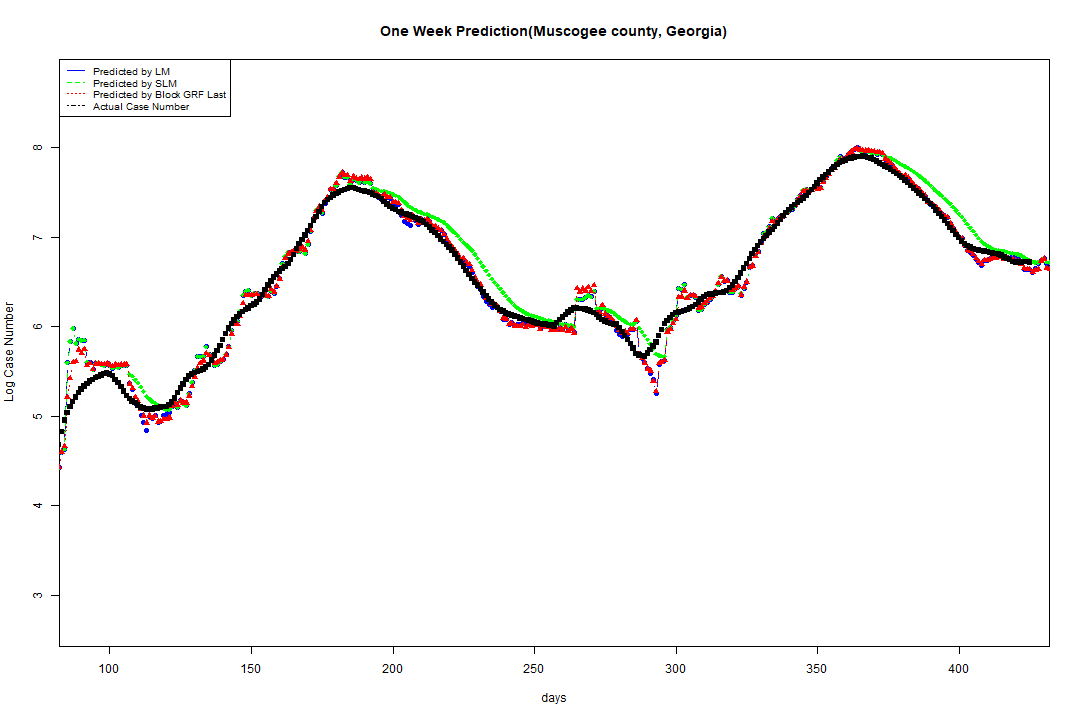 One Week Prediction(Muscogee county, Georgia)
Predicted by LM
Predicted by SLM
Predicted by Block GRF Last
Actual Case Number
Log Case Number
8
7
6
5
4
3
100 150 200 250 300 350 400
days